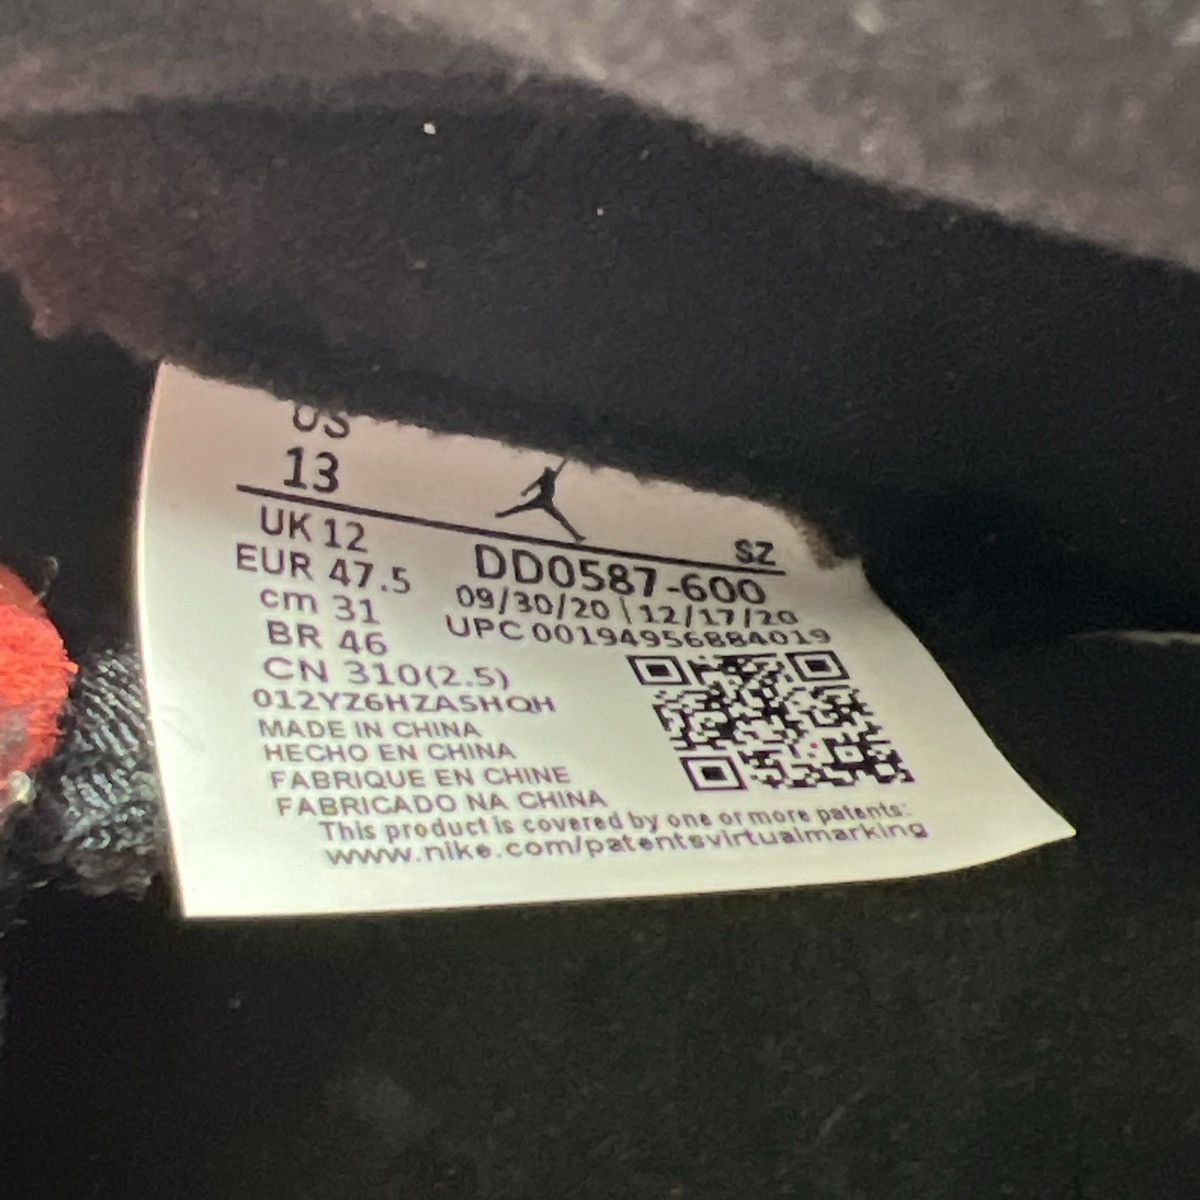 US
13
SZ
UK 12
EUR 47.5
cm 31
BR 46
CN 310(2.5)
DD0587-600
09/30/20 | 12/17/20
UPC 00194956884019
012YZ6HZA5HQH
MADE IN CHINA
HECHO EN CHINA
FABRIQUE EN CHINE
FABRICADO NA CHINA
This product is covered by one or more patents:
www.nike.com/patentsvirtualmarking